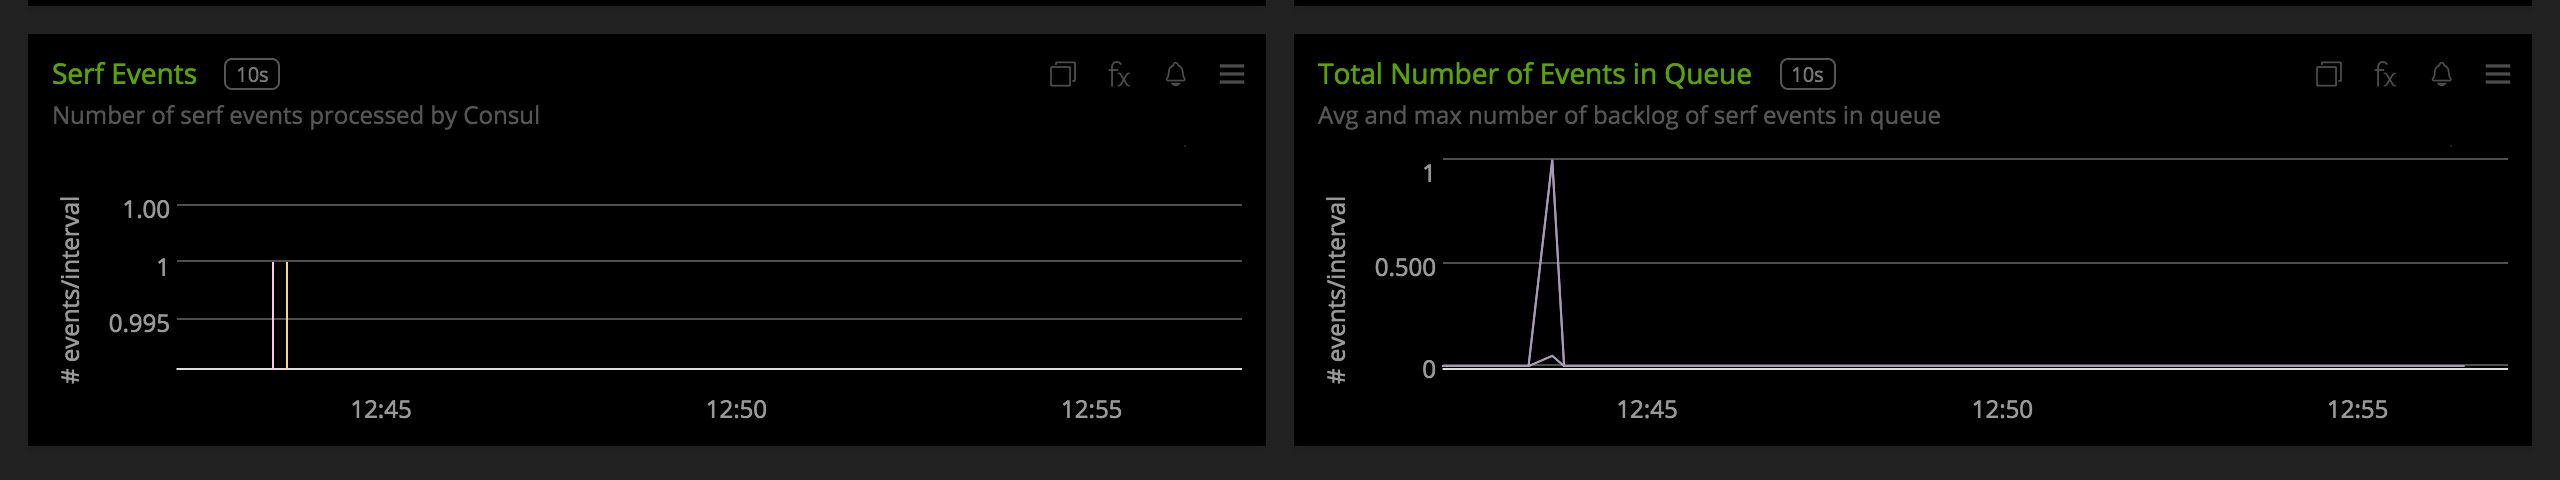 Serf Events 10s
Number of serf events processed by Consul
# events/interval
1.00
1
0.995
12:45 12:50 12:55
Total Number of Events in Queue 10s
Avg and max number of backlog of serf events in queue
# events/interval
1
0.500
0
12:45 12:50 12:55